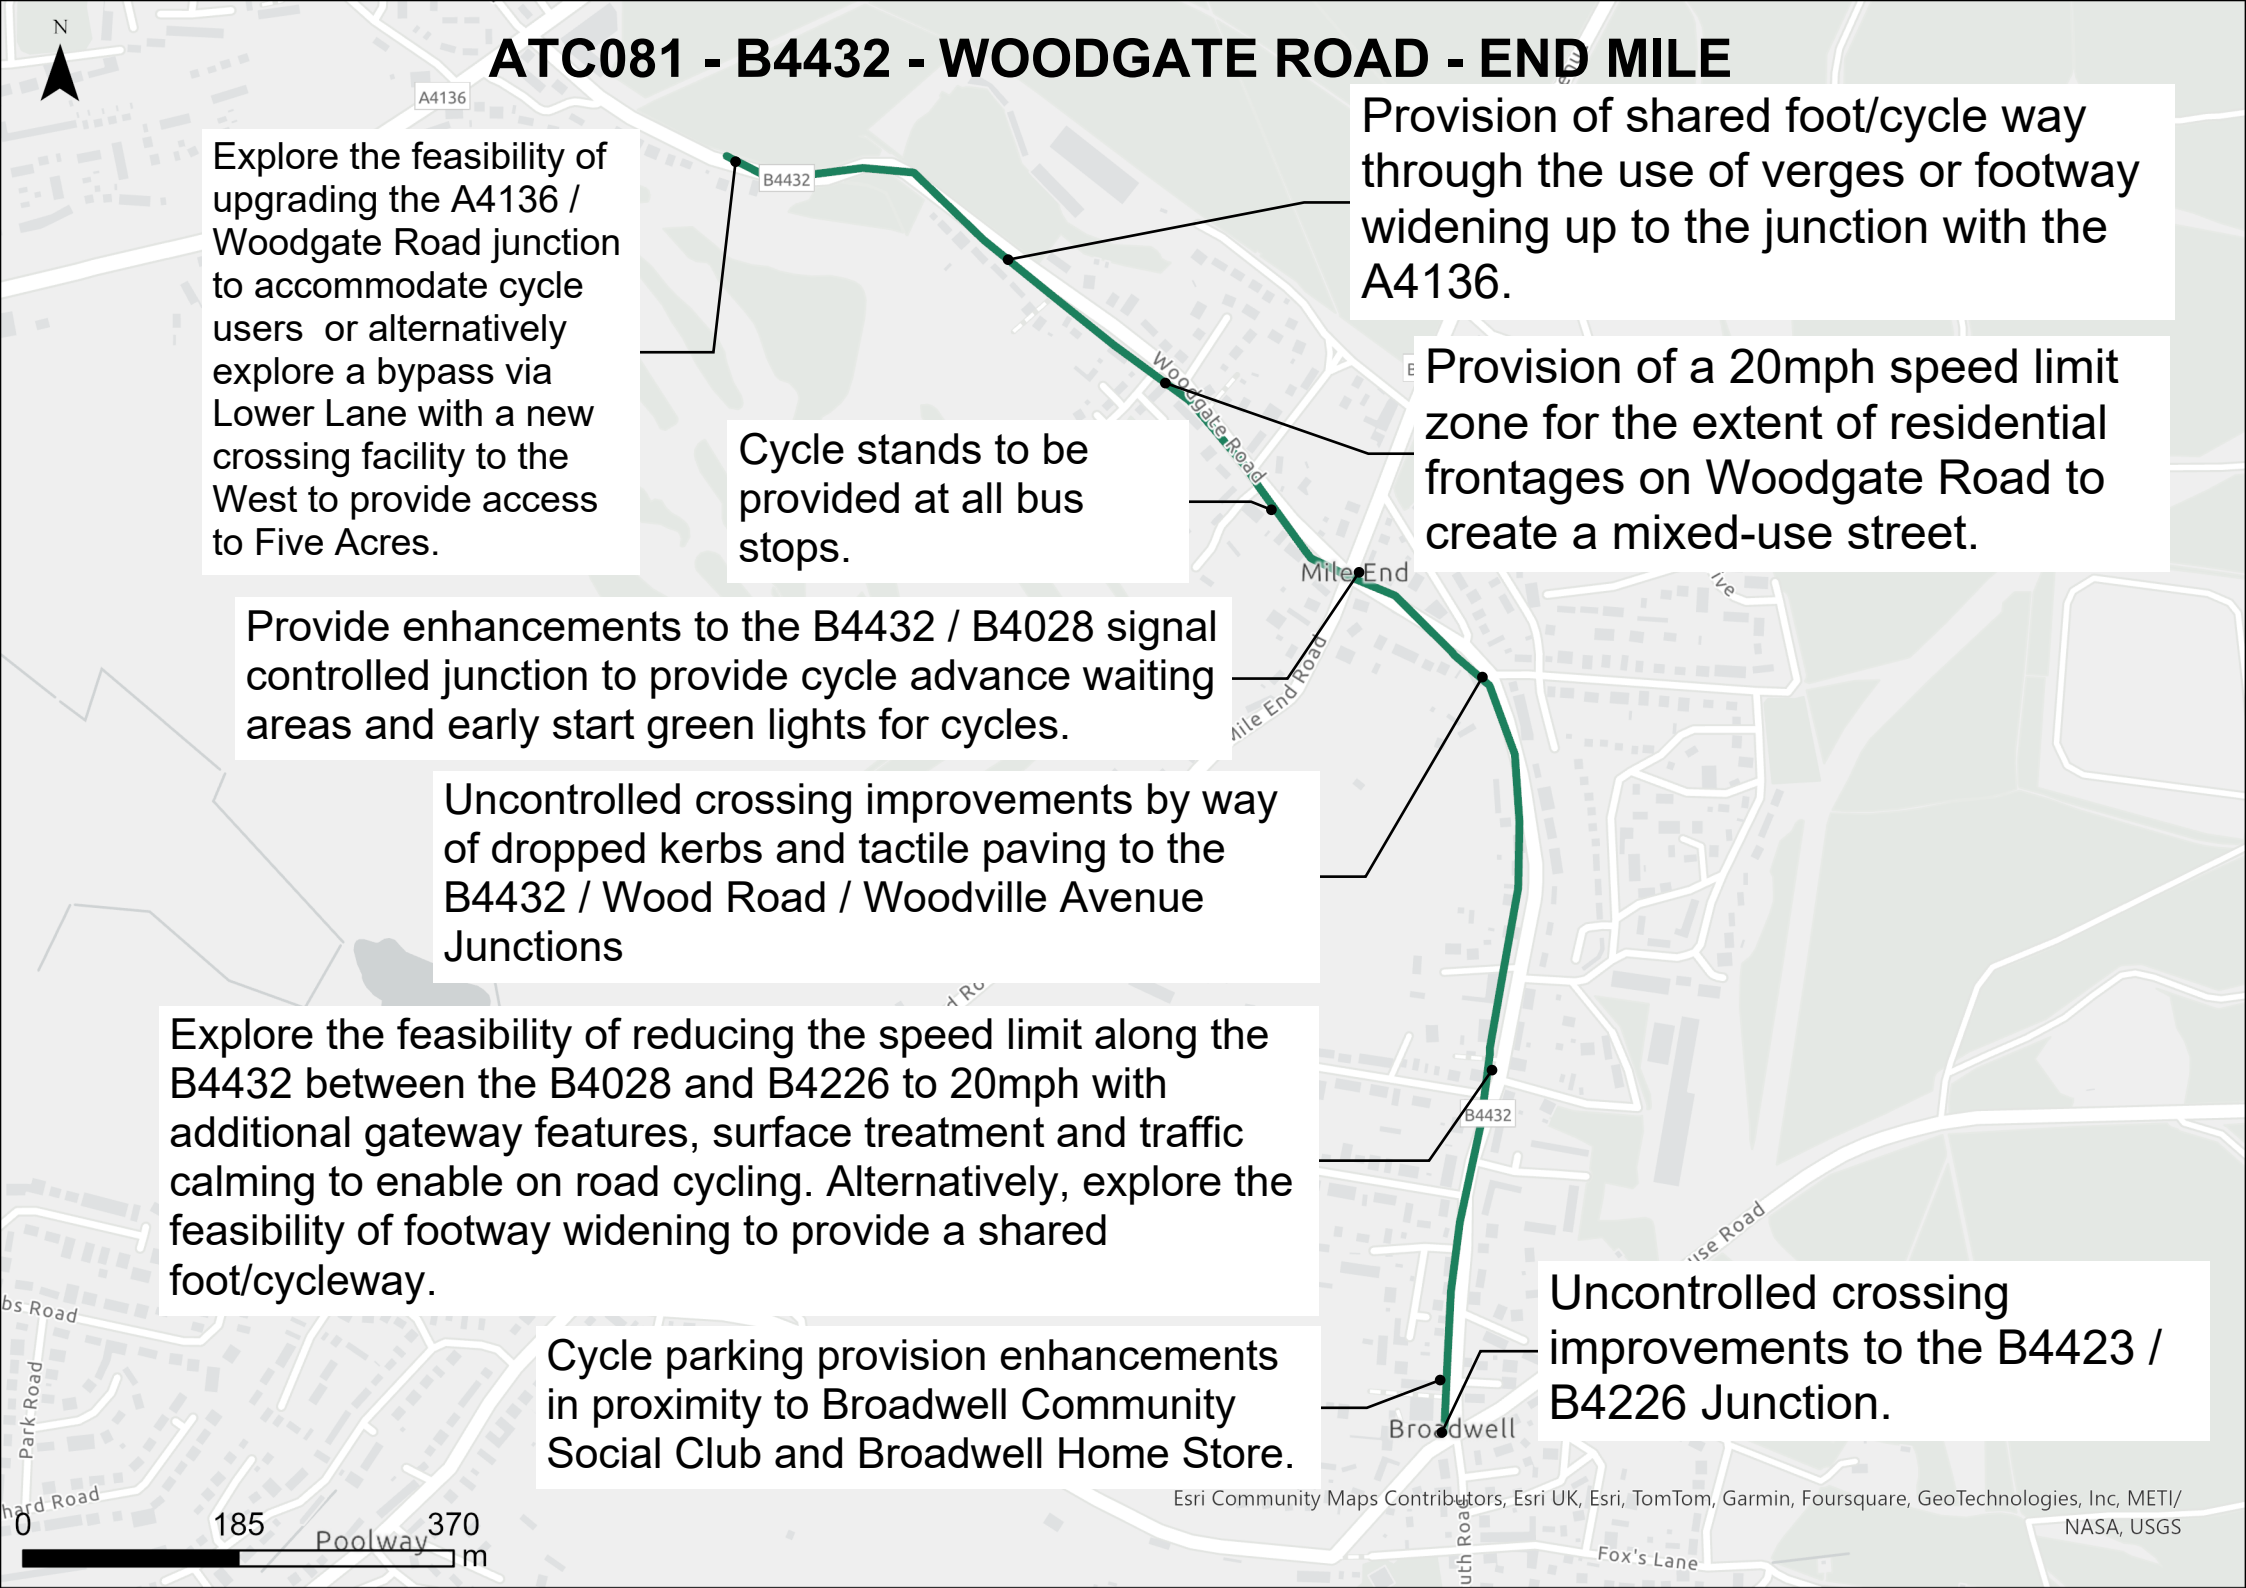 N
ATC081 - B4432 - WOODGATE ROAD - END MILE
A4136
B4432
Explore the feasibility of
upgrading the A4136 /
Woodgate Road junction
to accommodate cycle
users  or alternatively
explore a bypass via
Lower Lane with a new
crossing facility to the
West to provide access
to Five Acres.
Provision of shared foot/cycle way
through the use of verges or footway
widening up to the junction with the
A4136.
Provision of a 20mph speed limit
zone for the extent of residential
frontages on Woodgate Road to
create a mixed-use street.
Woodgate Road
Cycle stands to be
provided at all bus
stops.
Mile End
Provide enhancements to the B4432 / B4028 signal
controlled junction to provide cycle advance waiting
areas and early start green lights for cycles.
Mile End Road
Uncontrolled crossing improvements by way
of dropped kerbs and tactile paving to the
B4432 / Wood Road / Woodville Avenue
Junctions
Explore the feasibility of reducing the speed limit along the
B4432 between the B4028 and B4226 to 20mph with
additional gateway features, surface treatment and traffic
calming to enable on road cycling. Alternatively, explore the
feasibility of footway widening to provide a shared
foot/cycleway.
B4432
use Road
Uncontrolled crossing
improvements to the B4423 /
B4226 Junction.
Cycle parking provision enhancements
in proximity to Broadwell Community
Social Club and Broadwell Home Store.
Broadwell
bs Road
Park Road
hard Road
Poolway
0 185 370
m
uth Road
Fox's Lane
Esri Community Maps Contributors, Esri UK, Esri, TomTom, Garmin, Foursquare, GeoTechnologies, Inc, METI/
NASA, USGS